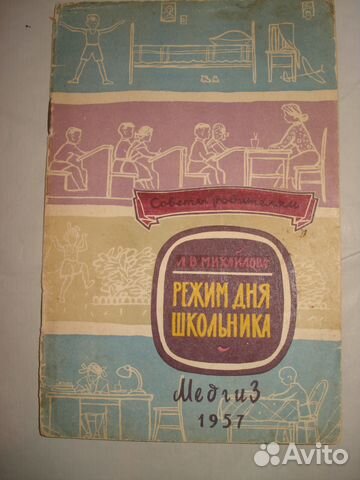 Советы родителям
Л. В. МИХАЙЛОВА
РЕЖИМ ДНЯ
ШКОЛЬНИКА
Медгиз
1957
Avito